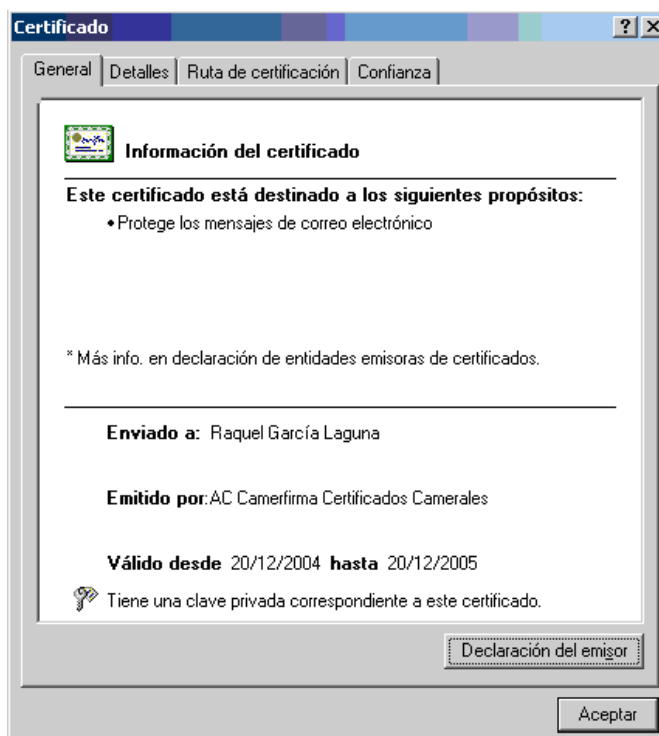 Certificado
General Detalles Ruta de certificación Confianza
Información del certificado
Este certificado está destinado a los siguientes propósitos:
•Protege los mensajes de correo electrónico
* Más info. en declaración de entidades emisoras de certificados.
Enviado a: Raquel García Laguna
Emitido por: AC Camerfirma Certificados Camerales
Válido desde 20/12/2004 hasta 20/12/2005
Tiene una clave privada correspondiente a este certificado.
Declaración del emisor
Aceptar